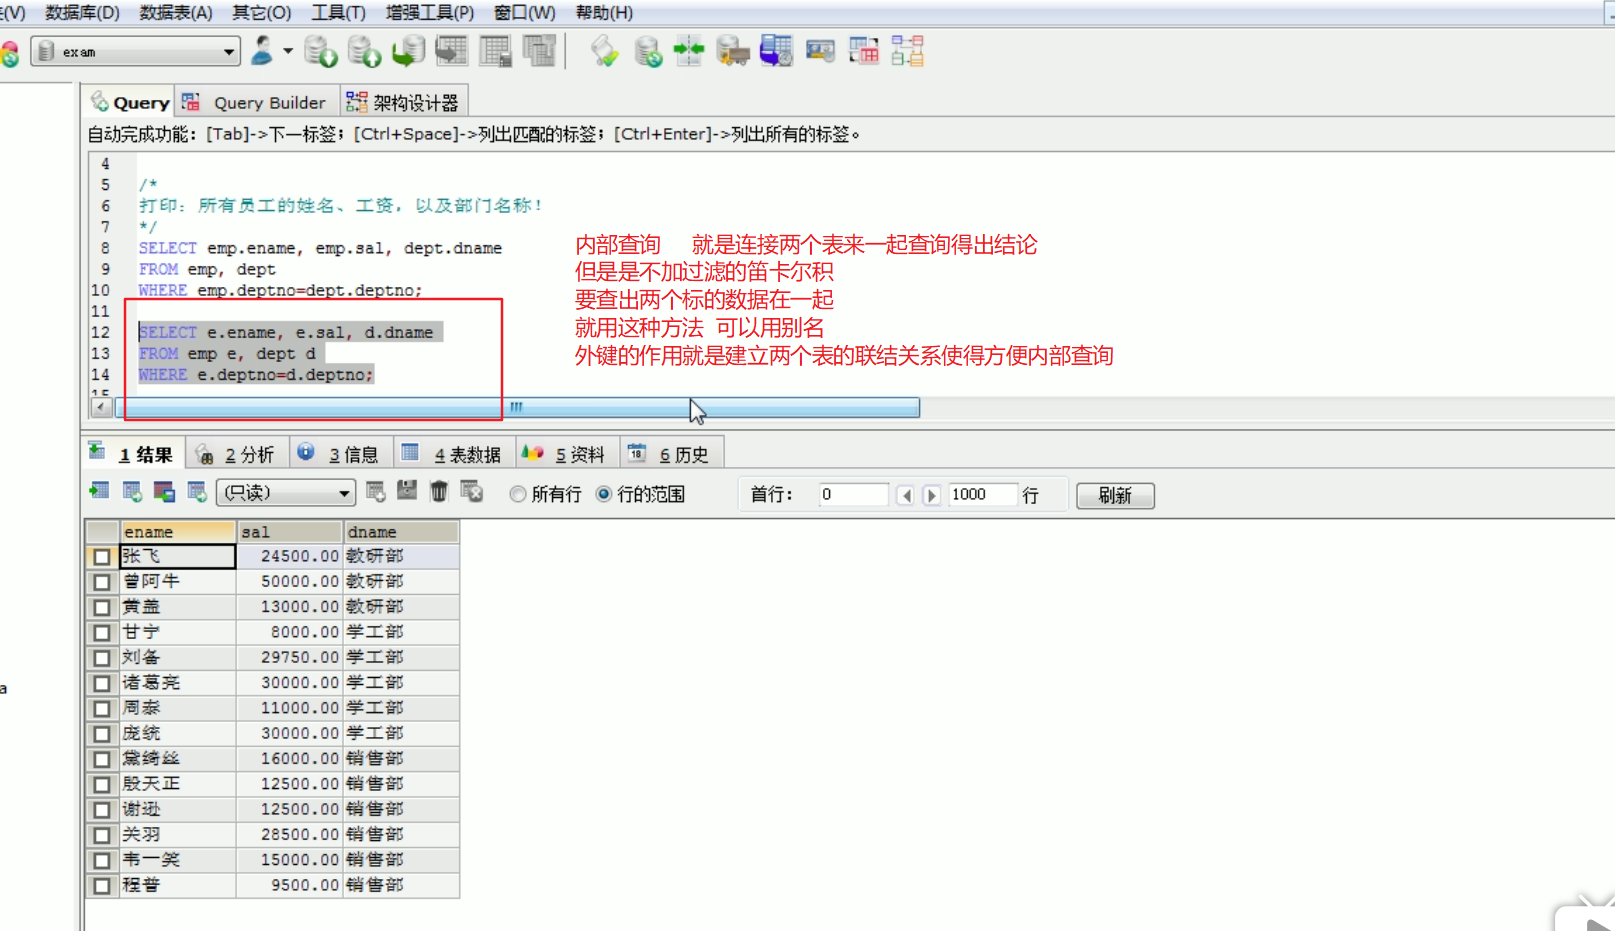 (V) 数据库(D) 数据表(A) 其它(O) 工具(T) 增强工具(P) 窗口(W) 帮助(H)
exam
Query Query Builder 架构设计器
自动完成功能：[Tab]->下一标签；[Ctrl+Space]->列出匹配的标签；[Ctrl+Enter]->列出所有的标签。
4
5 /*
6 打印：所有员工的姓名、工资，以及部门名称！
7 */
8 SELECT emp.ename, emp.sal, dept.dname
9 FROM emp, dept
10 WHERE emp.deptno=dept.deptno;
11
12 SELECT e.ename, e.sal, d.dname
13 FROM emp e, dept d
14 WHERE e.deptno=d.deptno;
15
内部查询 就是连接两个表来一起查询得出结论
但是是不加过滤的笛卡尔积
要查出两个标的数据在一起
就用这种方法 可以用别名
外键的作用就是建立两个表的联结关系使得方便内部查询
1 结果 2 分析 3 信息 4 表数据 5 资料 18 6 历史
(只读) 所有行 行的范围 首行： 0 1000 行 刷新
ename sal dname
张飞 24500.00 教研部
曾阿牛 50000.00 教研部
黄盖 13000.00 教研部
甘宁 8000.00 学工部
刘备 29750.00 学工部
诸葛亮 30000.00 学工部
周泰 11000.00 学工部
庞统 30000.00 学工部
黛绮丝 16000.00 销售部
殷天正 12500.00 销售部
谢逊 12500.00 销售部
关羽 28500.00 销售部
韦一笑 15000.00 销售部
程普 9500.00 销售部
a